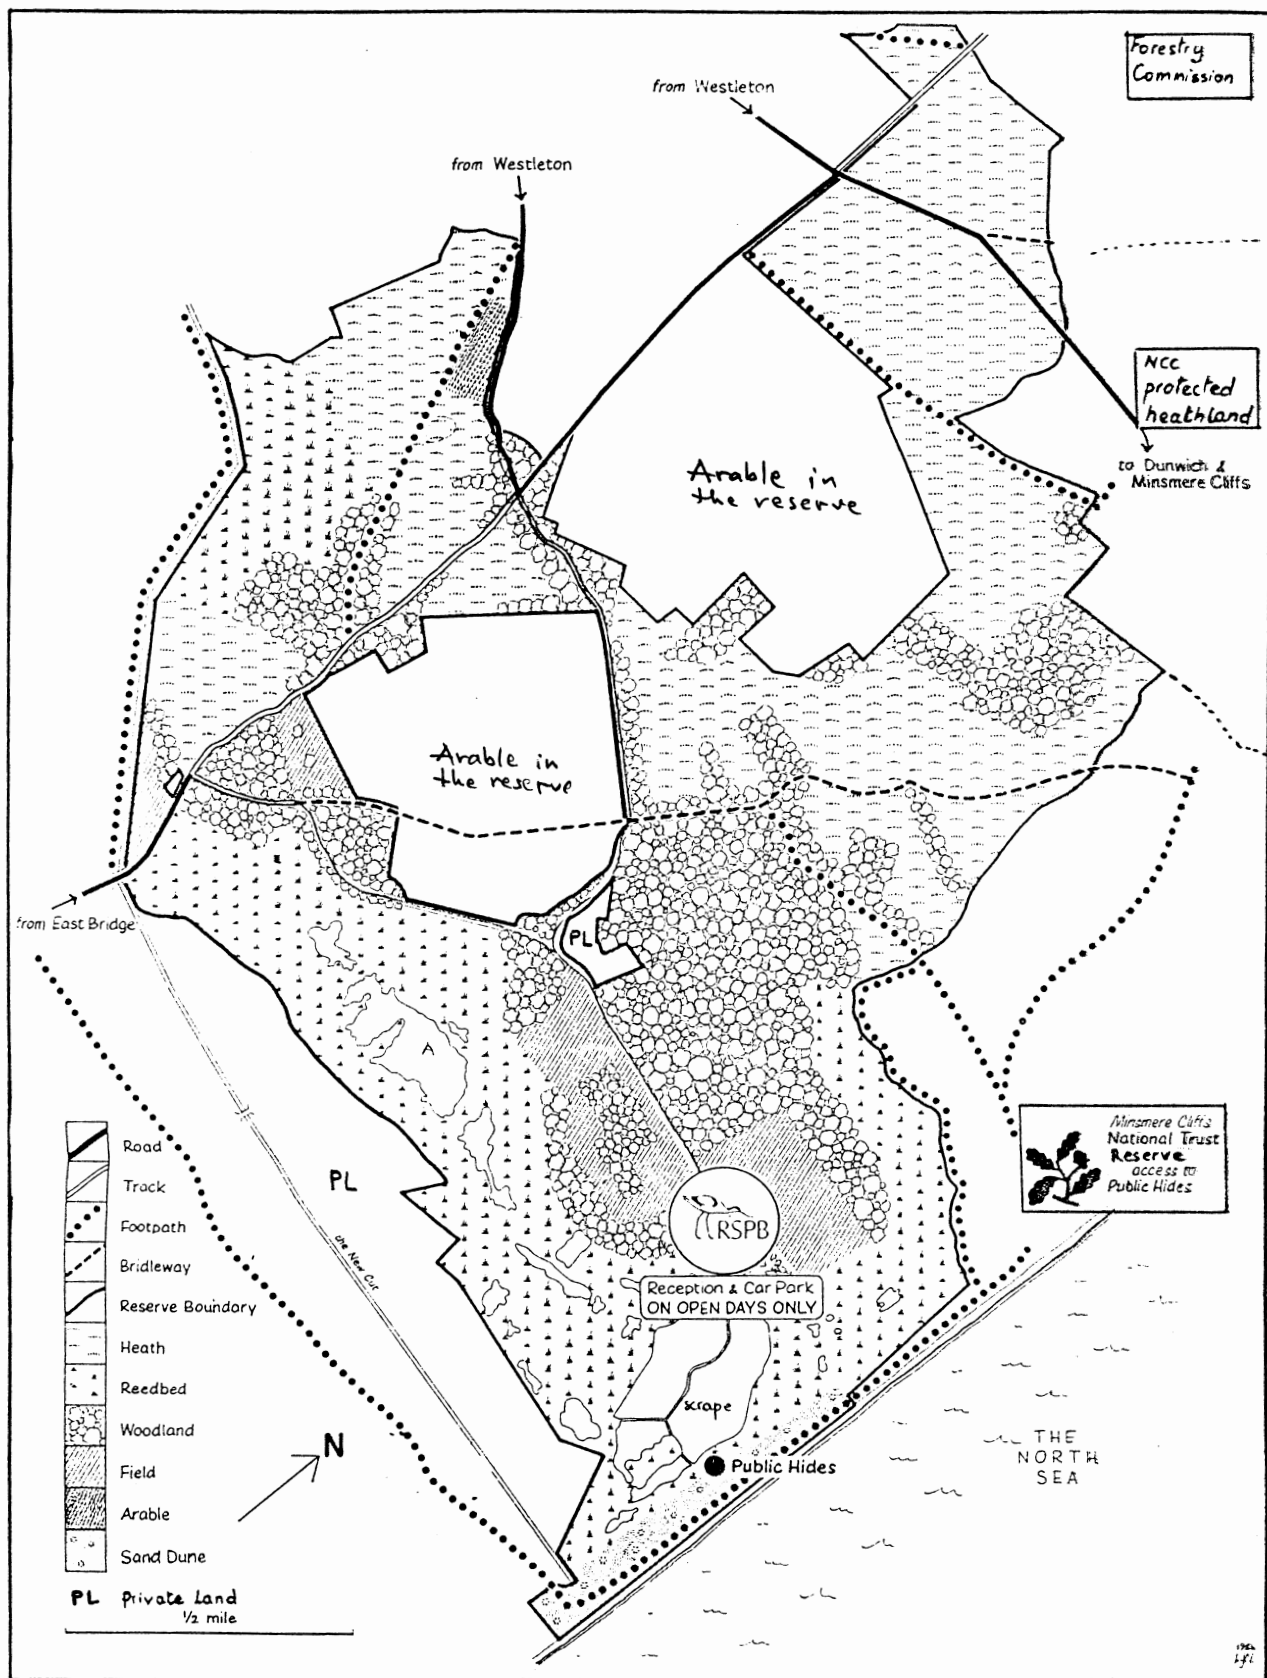 Forestry
Commission
from Westleton
from Westleton
NCC
protected
heathland
to Dunwich &
Minsmere Cliffs
Arable in
the reserve
Arable in
the reserve
from East Bridge
PL
A
Minsmere Cliffs
National Trust
Reserve
access to
Public Hides
PL
the New Cut
RSPB
Reception & Car Park
ON OPEN DAYS ONLY
scrape
Public Hides
THE
NORTH
SEA
N
Road
Track
Footpath
Bridleway
Reserve Boundary
Heath
Reedbed
Woodland
Field
Arable
Sand Dune
PL Private Land
1/2 mile